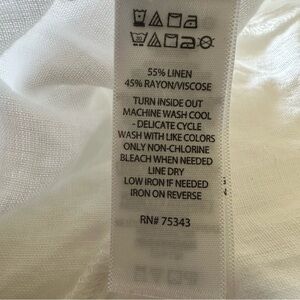 55% LINEN
45% RAYON/VISCOSE
TURN INSIDE OUT
MACHINE WASH COOL
- DELICATE CYCLE
WASH WITH LIKE COLORS
ONLY NON-CHLORINE
BLEACH WHEN NEEDED
LINE DRY
LOW IRON IF NEEDED
IRON ON REVERSE
RN# 75343